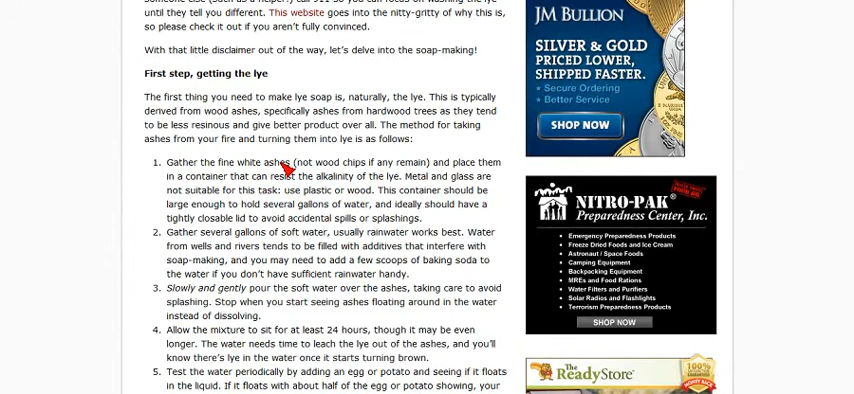 someone else (such as a helper!) call 911 so you can focus on washing the lye
until they tell you different. This website goes into the nitty-gritty of why this is,
so please check it out if you aren't fully convinced.
With that little disclaimer out of the way, let's delve into the soap-making!
First step, getting the lye
The first thing you need to make lye soap is, naturally, the lye. This is typically
derived from wood ashes, specifically ashes from hardwood trees as they tend
to be less resinous and give better product over all. The method for taking
ashes from your fire and turning them into lye is as follows:
1. Gather the fine white ashes (not wood chips if any remain) and place them
in a container that can resist the alkalinity of the lye. Metal and glass are
not suitable for this task: use plastic or wood. This container should be
large enough to hold several gallons of water, and ideally should have a
tightly closable lid to avoid accidental spills or splashings.
2. Gather several gallons of soft water, usually rainwater works best. Water
from wells and rivers tends to be filled with additives that interfere with
soap-making, and you may need to add a few scoops of baking soda to
the water if you don't have sufficient rainwater handy.
3. Slowly and gently pour the soft water over the ashes, taking care to avoid
splashing. Stop when you start seeing ashes floating around in the water
instead of dissolving.
4. Allow the mixture to sit for at least 24 hours, though it may be even
longer. The water needs time to leach the lye out of the ashes, and you'll
know there's lye in the water once it starts turning brown.
5. Test the water periodically by adding an egg or potato and seeing if it floats
in the liquid. If it floats with about half of the egg or potato showing, your
JM BULLION
SILVER & GOLD
PRICED LOWER,
SHIPPED FASTER.
* Secure Ordering
* Better Service
SHOP NOW
NITRO-PAK®
Preparedness Center, Inc.
• Emergency Preparedness Products
• Freeze Dried Foods and Ice Cream
• Astronaut / Space Foods
• Camping Equipment
• Backpacking Equipment
• MREs and Food Rations
• Water Filters and Purifiers
• Solar Radios and Flashlights
• Terrorism Preparedness Products
SHOP NOW
The
ReadyStore
100%